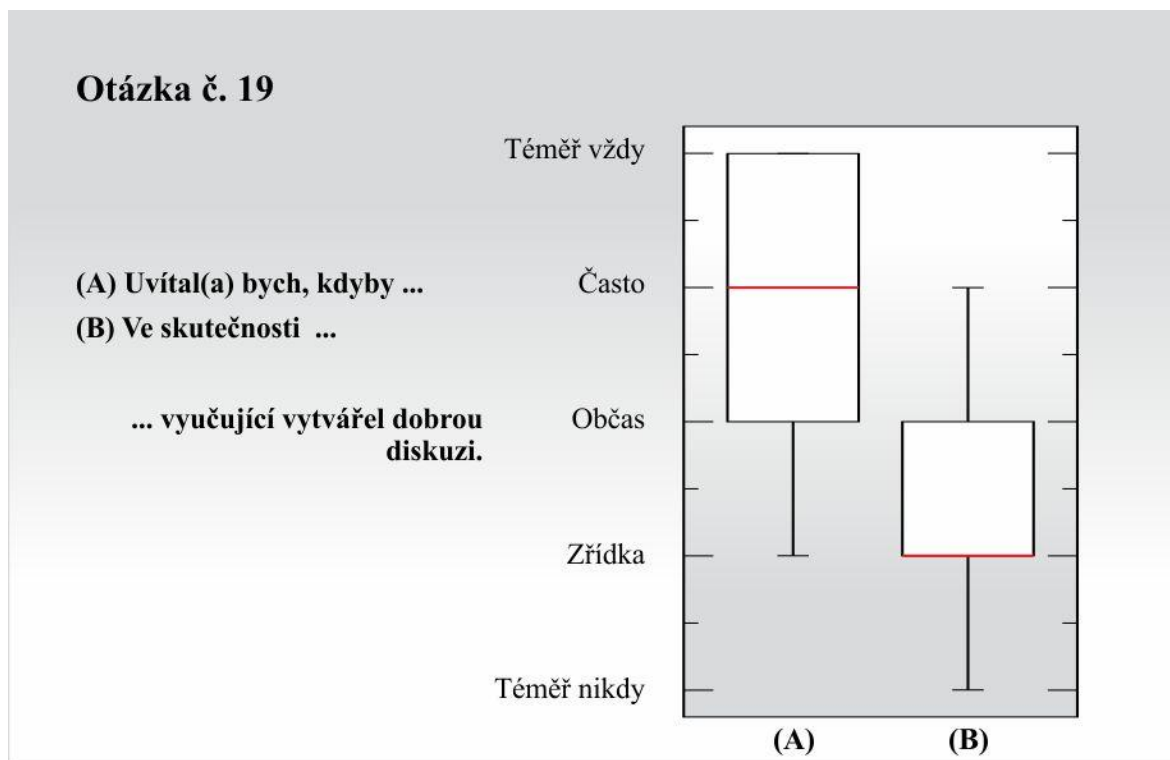 Otázka č. 19
(A) Uvítal(a) bych, kdyby ...
(B) Ve skutečnosti ...
... vyučující vytvářel dobrou
diskuzi.
Téměř vždy
Často
Občas
Zřídka
Téměř nikdy
(A) (B)